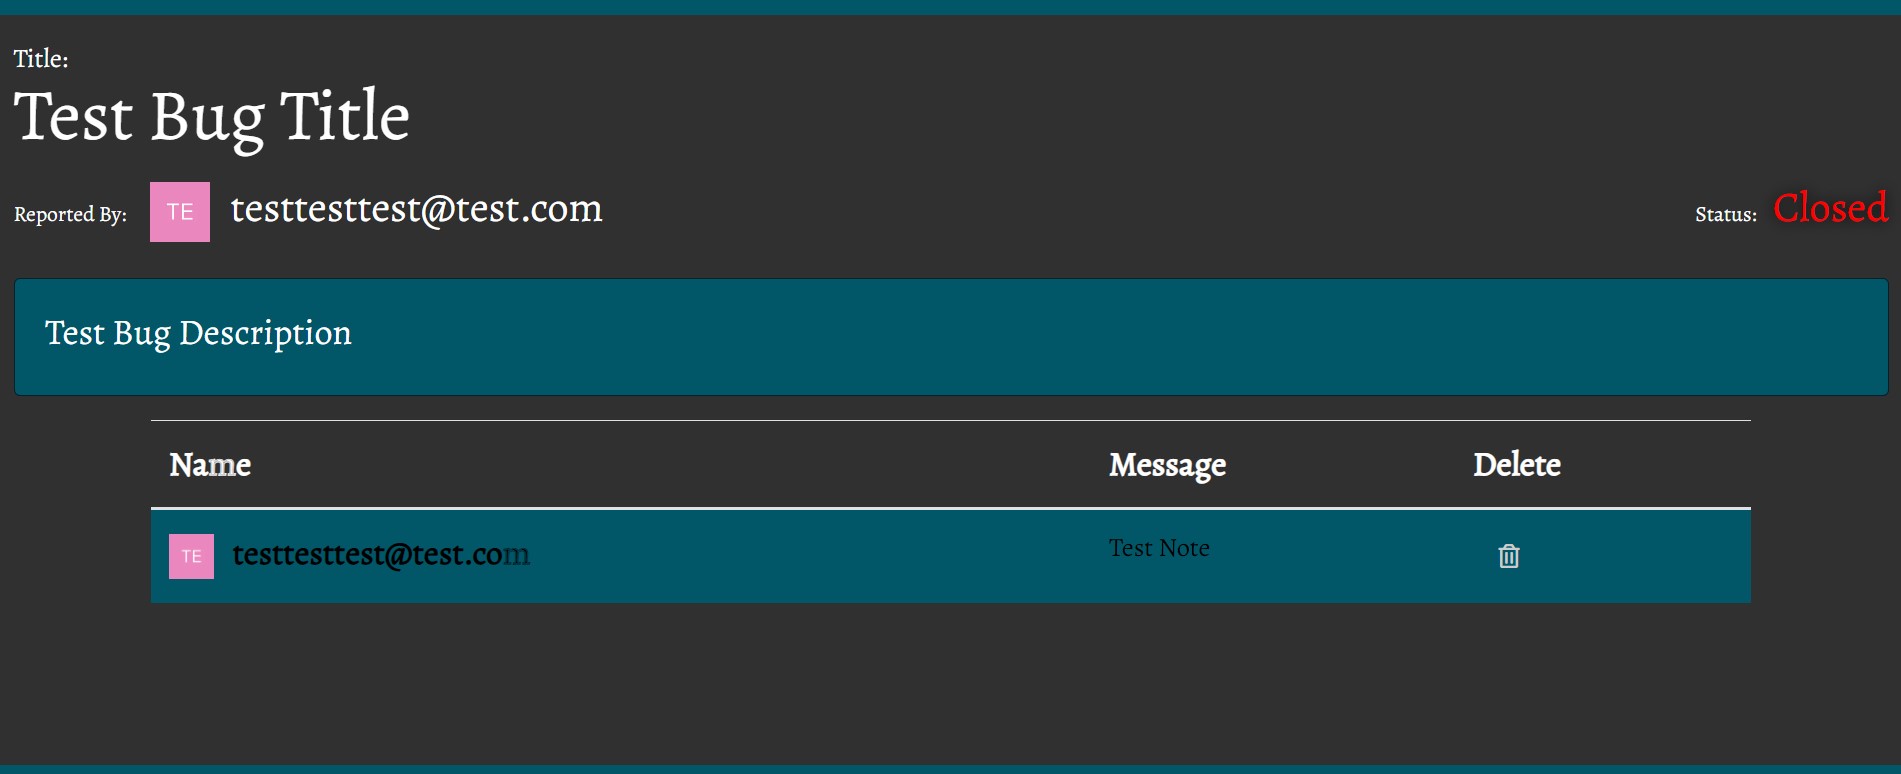 Title:
Test Bug Title
Reported By: TE testtesttest@test.com Status: Closed
Test Bug Description
Name Message Delete
TE testtesttest@test.com Test Note